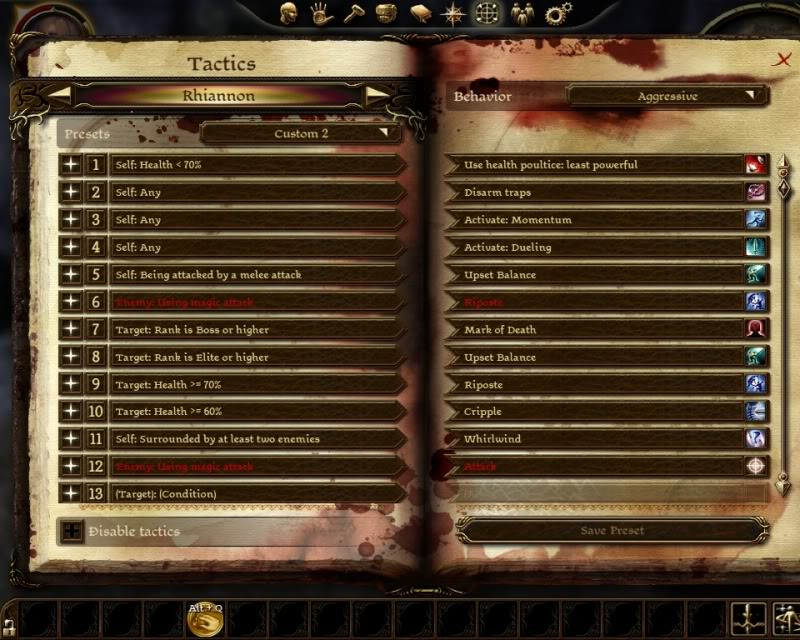 Tactics
Rhiannon
Behavior
Aggressive
Presets
Custom 2
1 Self: Health < 70% Use health poultice: least powerful
2 Self: Any Disarm traps
3 Self: Any Activate: Momentum
4 Self: Any Activate: Dueling
5 Self: Being attacked by a melee attack Upset Balance
6 Enemy: Using magic attack Riposte
7 Target: Rank is Boss or higher Mark of Death
8 Target: Rank is Elite or higher Upset Balance
9 Target: Health >= 70% Riposte
10 Target: Health >= 60% Cripple
11 Self: Surrounded by at least two enemies Whirlwind
12 Enemy: Using magic attack Attack
13 (Target): (Condition)
Disable tactics
Save Preset
Alt+Q